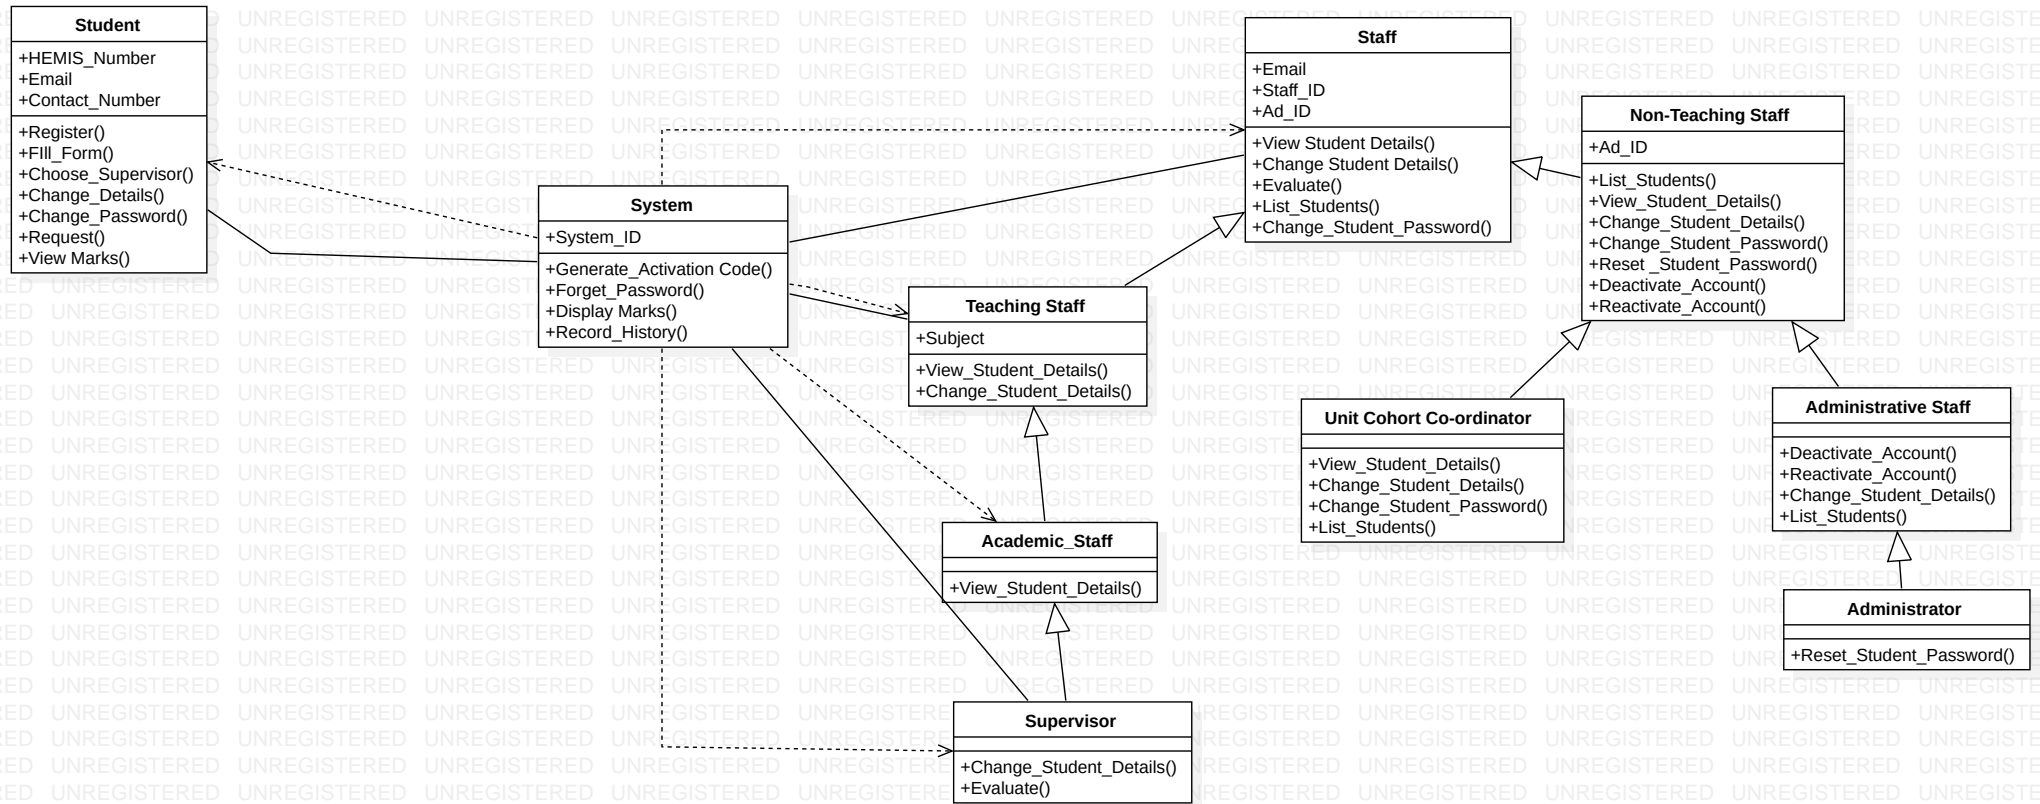 Student
+HEMIS_Number
+Email
+Contact_Number
+Register()
+FIll_Form()
+Choose_Supervisor()
+Change_Details()
+Change_Password()
+Request()
+View Marks()
System
+System_ID
+Generate_Activation Code()
+Forget_Password()
+Display Marks()
+Record_History()
Staff
+Email
+Staff_ID
+Ad_ID
+View Student Details()
+Change Student Details()
+Evaluate()
+List_Students()
+Change_Student_Password()
Non-Teaching Staff
+Ad_ID
+List_Students()
+View_Student_Details()
+Change_Student_Details()
+Change_Student_Password()
+Reset _Student_Password()
+Deactivate_Account()
+Reactivate_Account()
Teaching Staff
+Subject
+View_Student_Details()
+Change_Student_Details()
Unit Cohort Co-ordinator
+View_Student_Details()
+Change_Student_Details()
+Change_Student_Password()
+List_Students()
Administrative Staff
+Deactivate_Account()
+Reactivate_Account()
+Change_Student_Details()
+List_Students()
Academic_Staff
+View_Student_Details()
Administrator
+Reset_Student_Password()
Supervisor
+Change_Student_Details()
+Evaluate()
UNREGISTERED